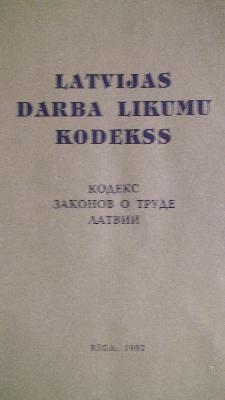 LATVIJAS
DARBA LIKUMU
KODEKSS
КОДЕКС
ЗАКОНОВ О ТРУДЕ
ЛАТВИИ
RĪGA, 1992